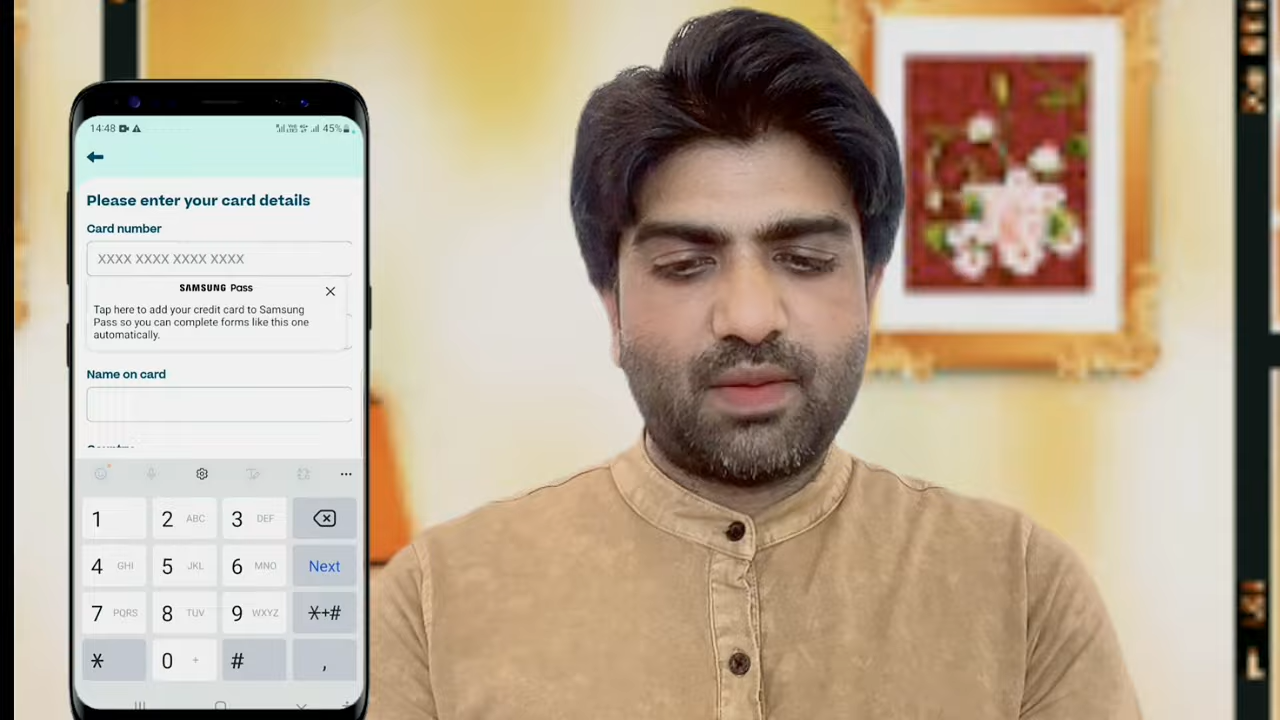 14:48
45%
Please enter your card details
Card number
XXXX XXXX XXXX XXXX
SAMSUNG Pass
Tap here to add your credit card to Samsung
Pass so you can complete forms like this one
automatically.
Name on card
1
2 ABC
3 DEF
4 GHI
5 JKL
6 MNO
Next
7 PQRS
8 TUV
9 WXYZ
*+#
*
0 +
#
,